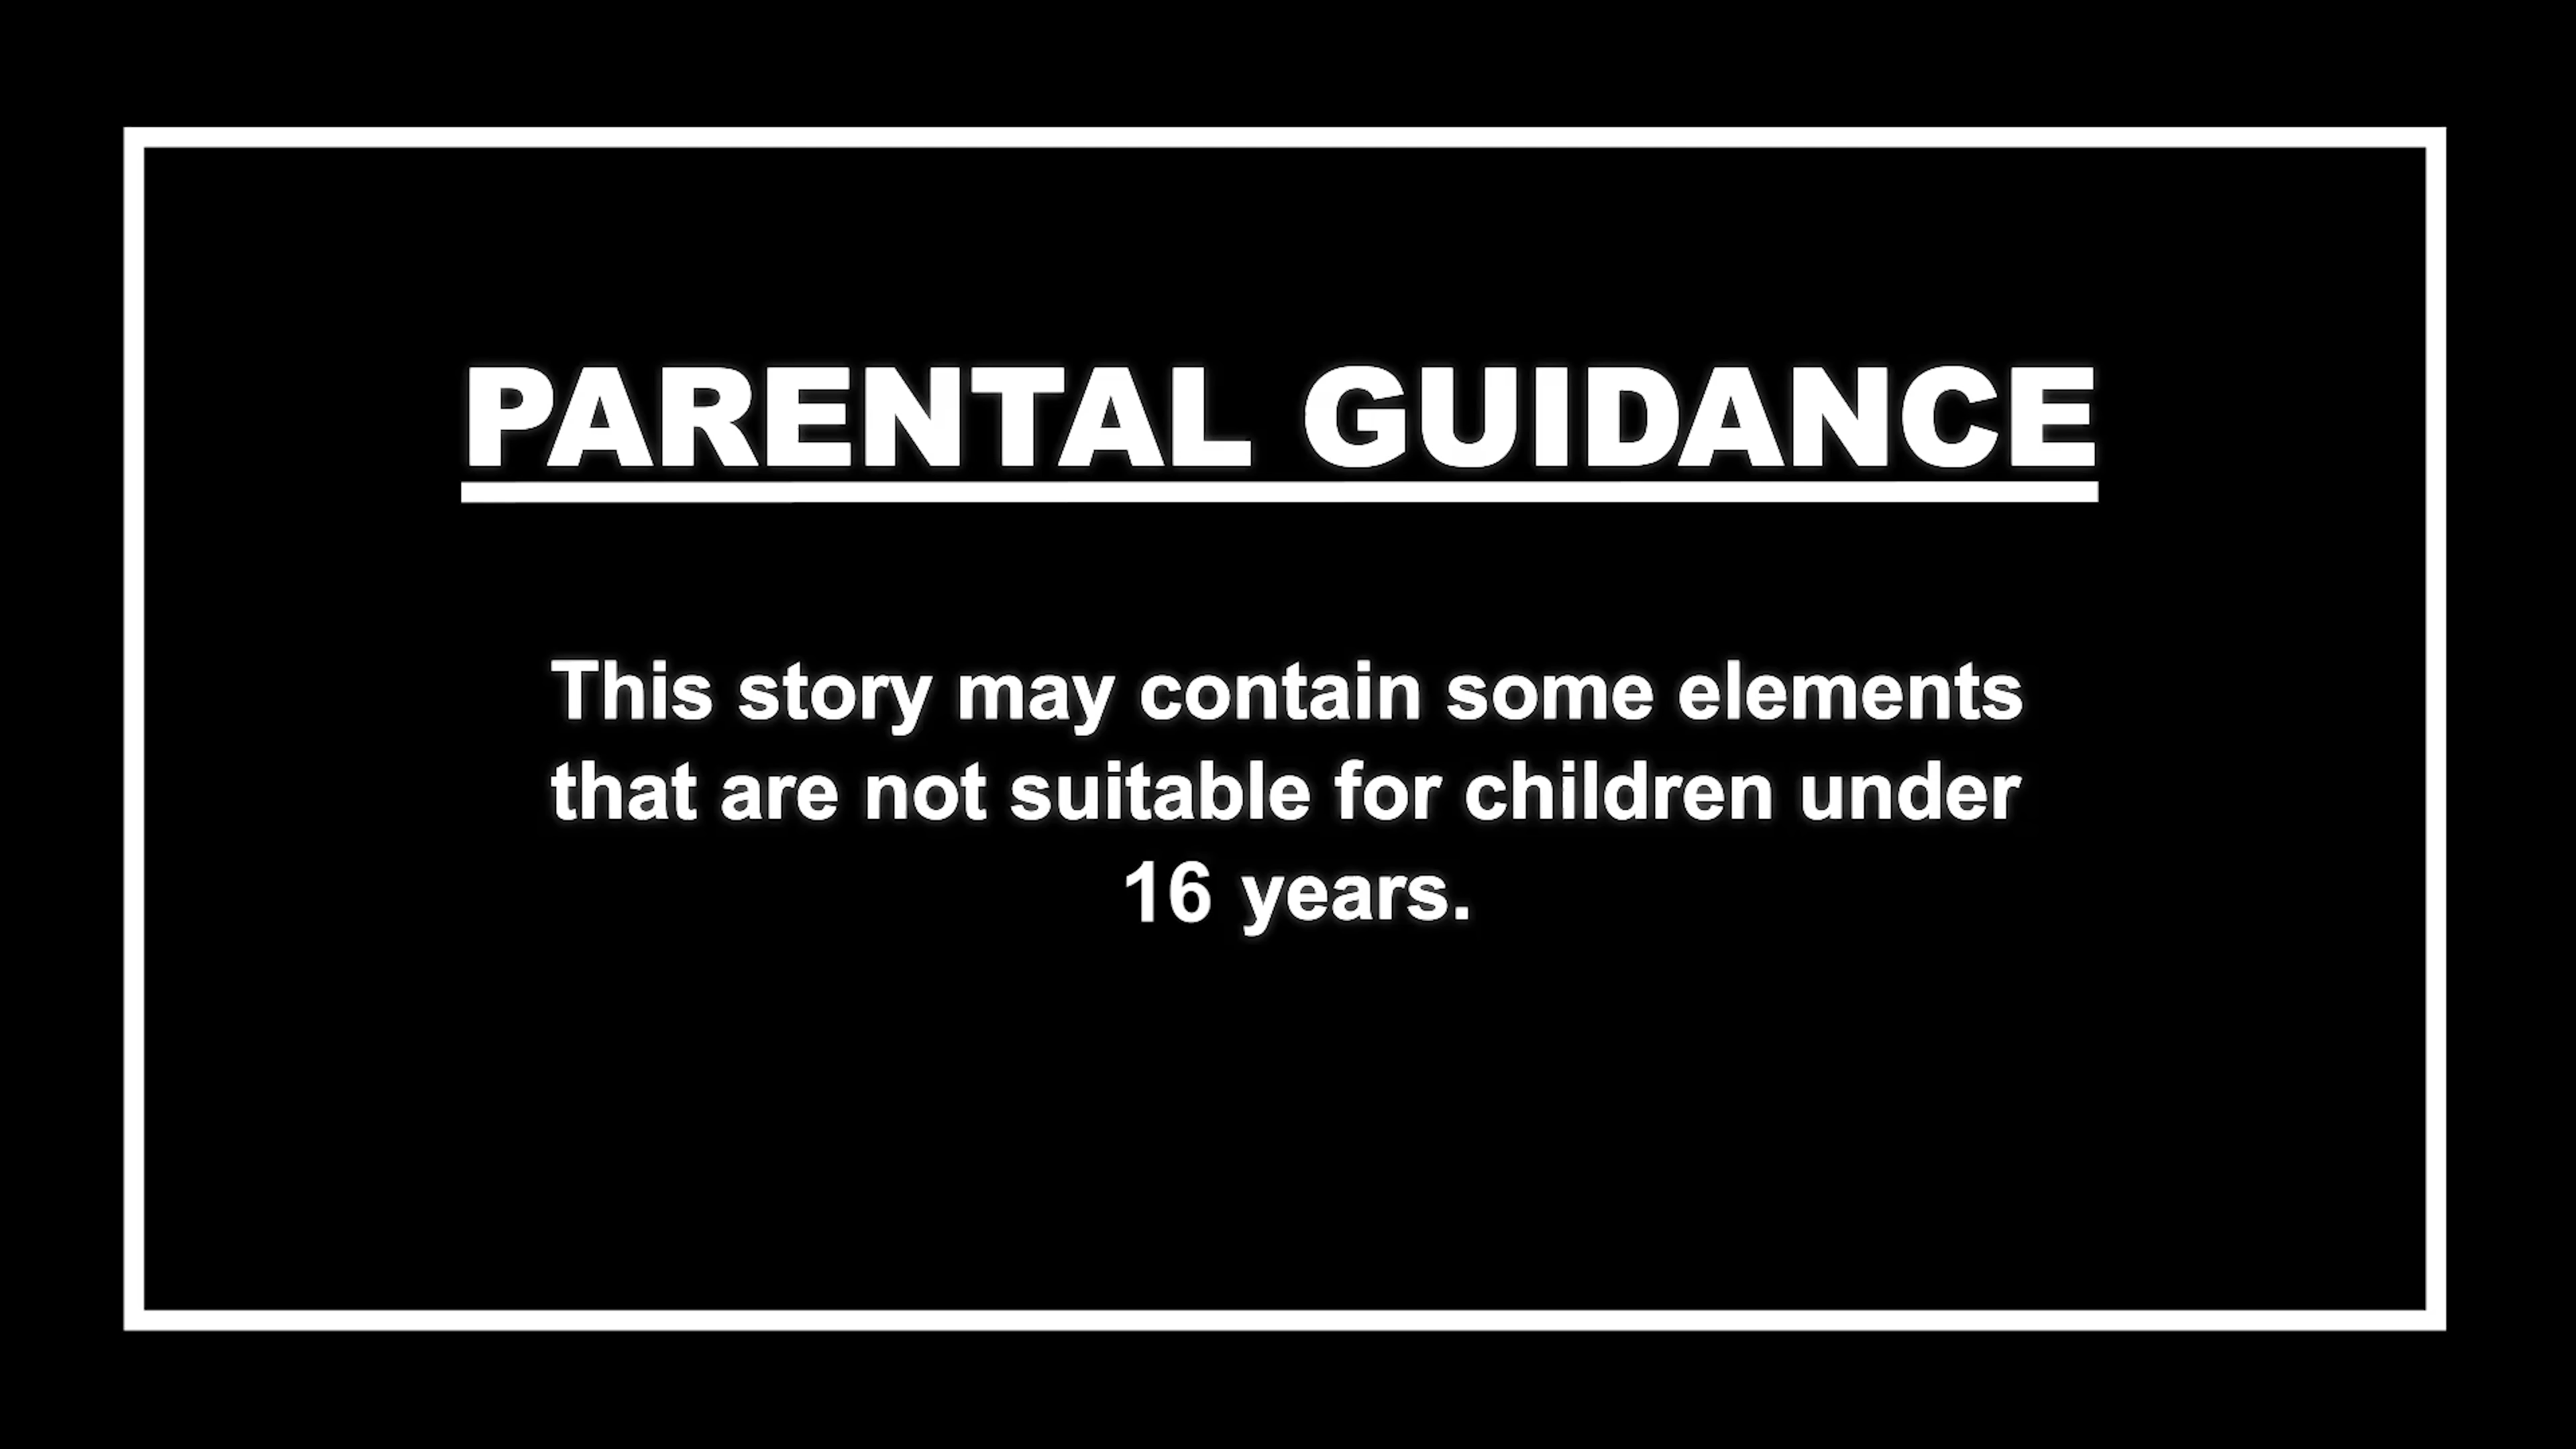 PARENTAL GUIDANCE
This story may contain some elements
that are not suitable for children under
16 years.